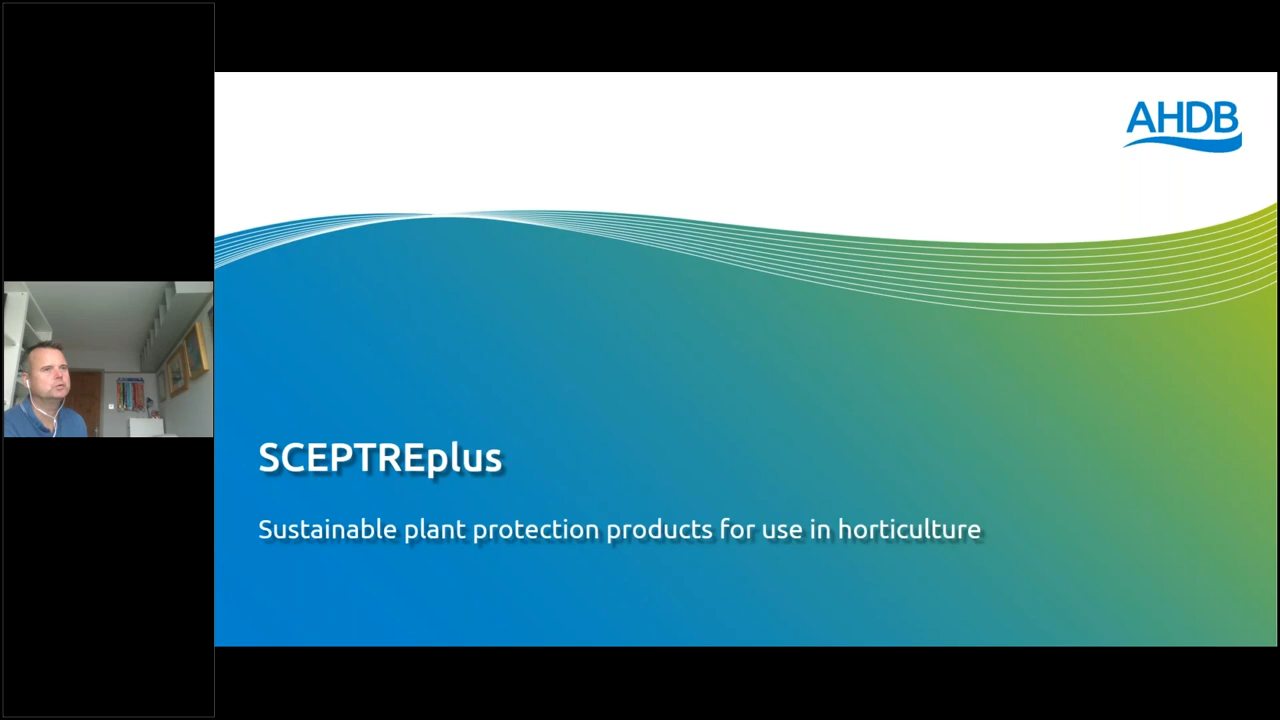 AHDB
SCEPTREplus
Sustainable plant protection products for use in horticulture